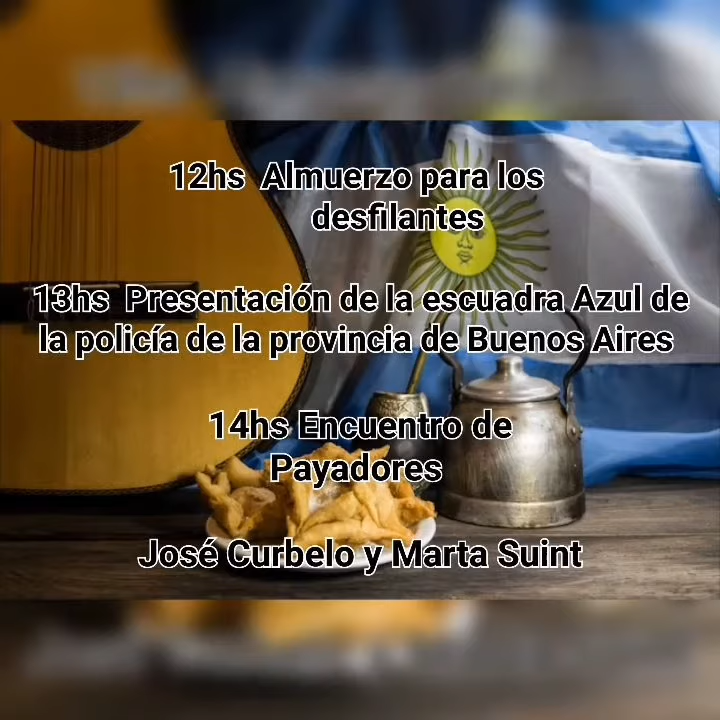 12hs  Almuerzo para los
desfilantes
13hs  Presentación de la escuadra Azul de
la policía de la provincia de Buenos Aires
14hs Encuentro de
Payadores
José Curbelo y Marta Suint